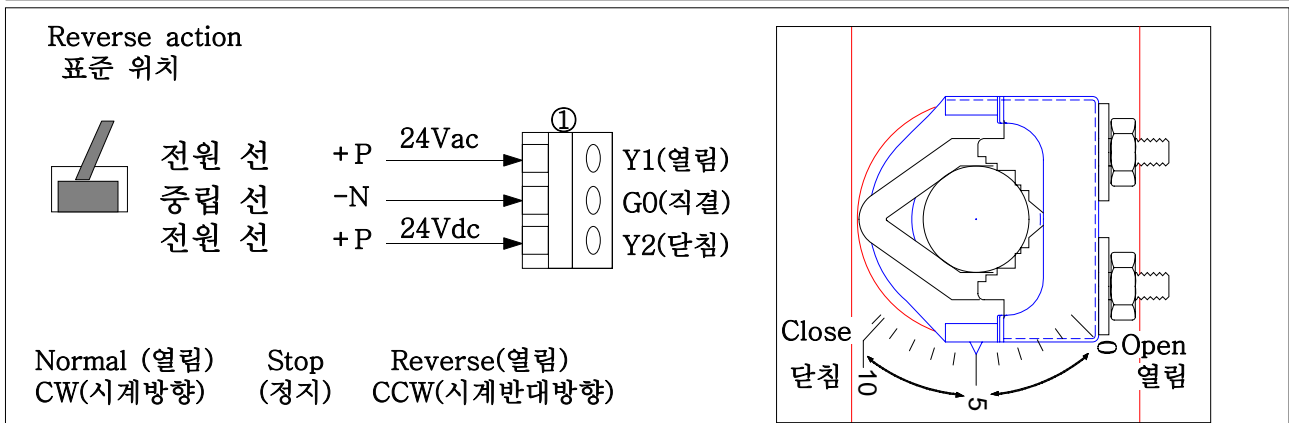 Reverse action
표준 위치
①
전원 선 +P 24Vac Y1(열림)
중립 선 -N G0(직결)
전원 선 +P 24Vdc Y2(닫침)
Normal (열림) Stop Reverse(열림)
CW(시계방향) (정지) CCW(시계반대방향)
Close 0 Open
닫침 10 5 열림